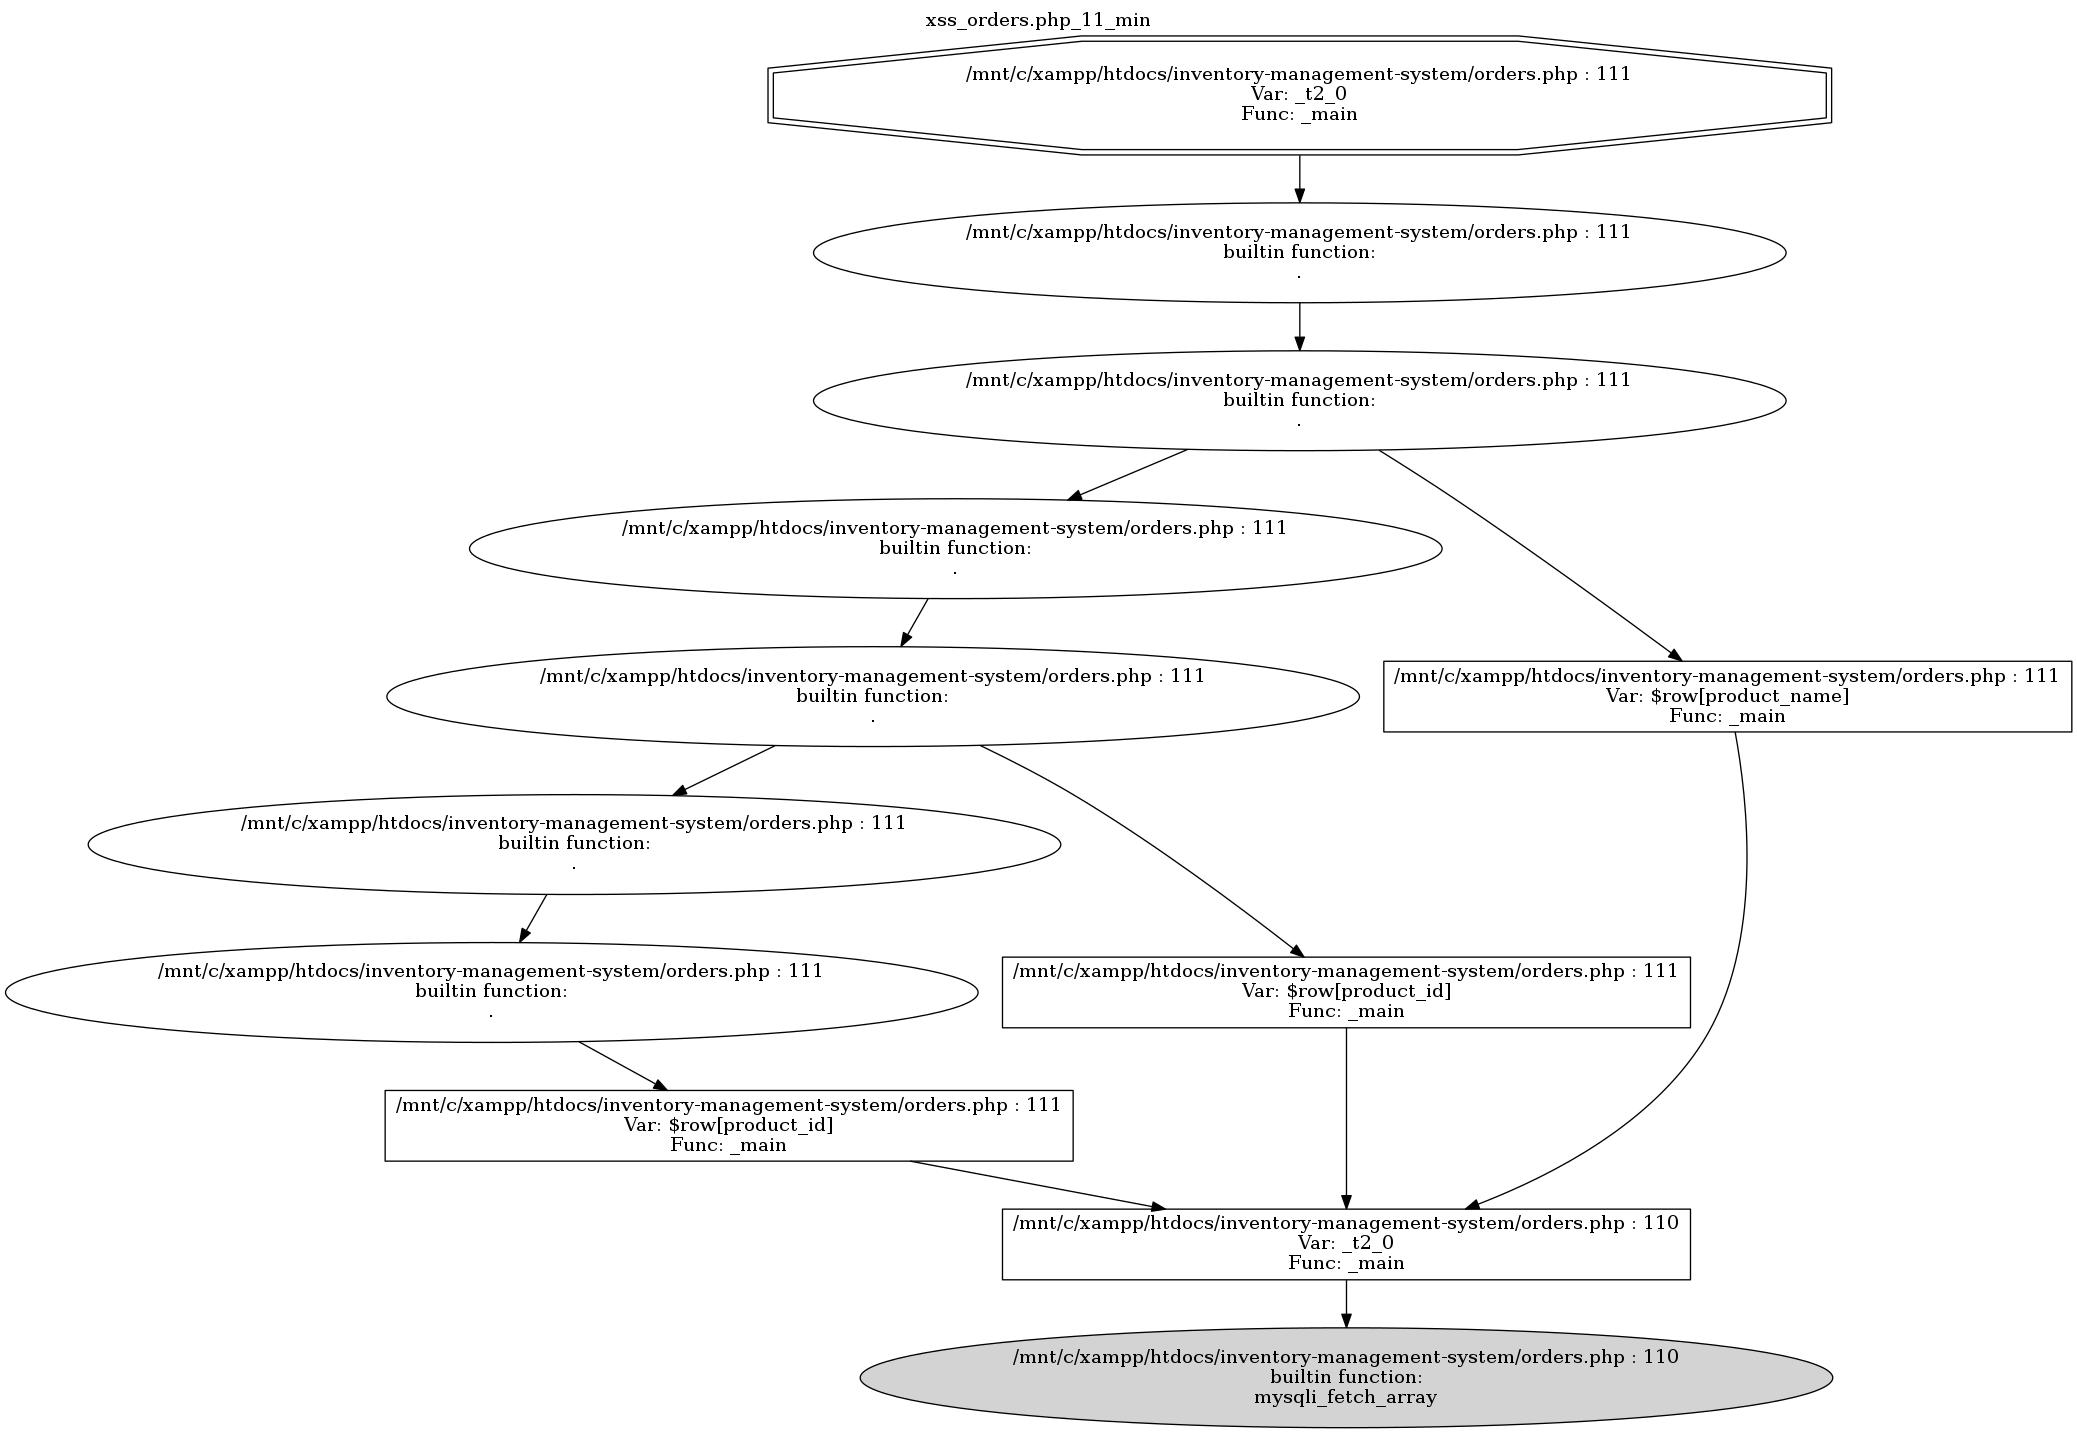 xss_orders.php_11_min
/mnt/c/xampp/htdocs/inventory-management-system/orders.php : 111
Var: _t2_0
Func: _main
/mnt/c/xampp/htdocs/inventory-management-system/orders.php : 111
builtin function:
.
/mnt/c/xampp/htdocs/inventory-management-system/orders.php : 111
builtin function:
.
/mnt/c/xampp/htdocs/inventory-management-system/orders.php : 111
builtin function:
.
/mnt/c/xampp/htdocs/inventory-management-system/orders.php : 111
builtin function:
.
/mnt/c/xampp/htdocs/inventory-management-system/orders.php : 111
Var: $row[product_name]
Func: _main
/mnt/c/xampp/htdocs/inventory-management-system/orders.php : 111
builtin function:
.
/mnt/c/xampp/htdocs/inventory-management-system/orders.php : 111
builtin function:
.
/mnt/c/xampp/htdocs/inventory-management-system/orders.php : 111
Var: $row[product_id]
Func: _main
/mnt/c/xampp/htdocs/inventory-management-system/orders.php : 111
Var: $row[product_id]
Func: _main
/mnt/c/xampp/htdocs/inventory-management-system/orders.php : 110
Var: _t2_0
Func: _main
/mnt/c/xampp/htdocs/inventory-management-system/orders.php : 110
builtin function:
mysqli_fetch_array